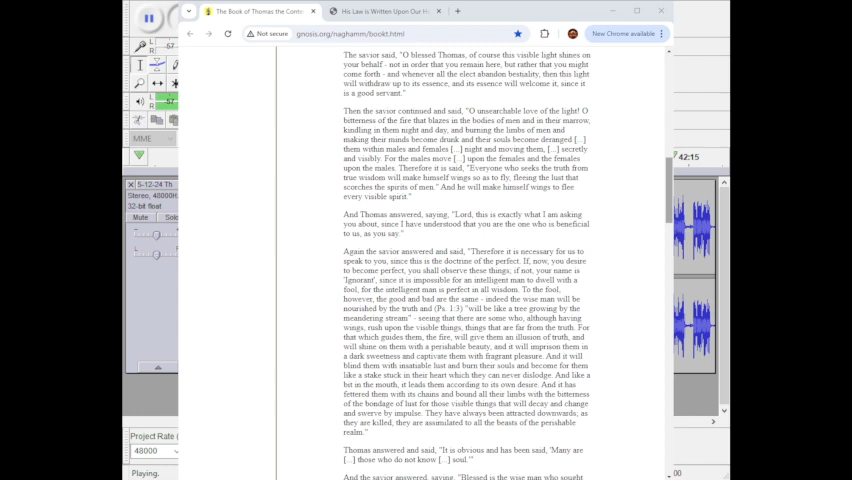 The Book of Thomas the Conte
His Law is Written Upon Our He
Not secure
gnosis.org/naghamm/bookt.html
New Chrome available
The savior said, "O blessed Thomas, of course this visible light shines on
your behalf - not in order that you remain here, but rather that you might
come forth - and whenever all the elect abandon bestiality, then this light
will withdraw up to its essence, and its essence will welcome it, since it
is a good servant."
Then the savior continued and said, "O unsearchable love of the light! O
bitterness of the fire that blazes in the bodies of men and in their marrow,
kindling in them night and day, and burning the limbs of men and
making their minds become drunk and their souls become deranged [...]
them within males and females [...] night and moving them, [...] secretly
and visibly. For the males move [...] upon the females and the females
upon the males. Therefore it is said, "Everyone who seeks the truth from
true wisdom will make himself wings so as to fly, fleeing the lust that
scorches the spirits of men." And he will make himself wings to flee
every visible spirit."
And Thomas answered, saying, "Lord, this is exactly what I am asking
you about, since I have understood that you are the one who is beneficial
to us, as you say."
Again the savior answered and said, "Therefore it is necessary for us to
speak to you, since this is the doctrine of the perfect. If, now, you desire
to become perfect, you shall observe these things; if not, your name is
'Ignorant', since it is impossible for an intelligent man to dwell with a
fool, for the intelligent man is perfect in all wisdom. To the fool,
however, the good and bad are the same - indeed the wise man will be
nourished by the truth and (Ps. 1:3) "will be like a tree growing by the
meandering stream" - seeing that there are some who, although having
wings, rush upon the visible things, things that are far from the truth. For
that which guides them, the fire, will give them an illusion of truth, and
will shine on them with a perishable beauty, and it will imprison them in
a dark sweetness and captivate them with fragrant pleasure. And it will
blind them with insatiable lust and burn their souls and become for them
like a stake stuck in their heart which they can never dislodge. And like a
bit in the mouth, it leads them according to its own desire. And it has
fettered them with its chains and bound all their limbs with the bitterness
of the bondage of lust for those visible things that will decay and change
and swerve by impulse. They have always been attracted downwards; as
they are killed, they are assimilated to all the beasts of the perishable
realm."
Thomas answered and said, "It is obvious and has been said, 'Many are
[...] those who do not know [...] soul.'"
And the savior answered, saying, "Blessed is the wise man who sought
L
R
-57
L
R
-57
MME
42:15
5-12-24 Th
Stereo, 48000H
32-bit float
Mute
Solo
L
R
Project Rate (
48000
Playing.
00